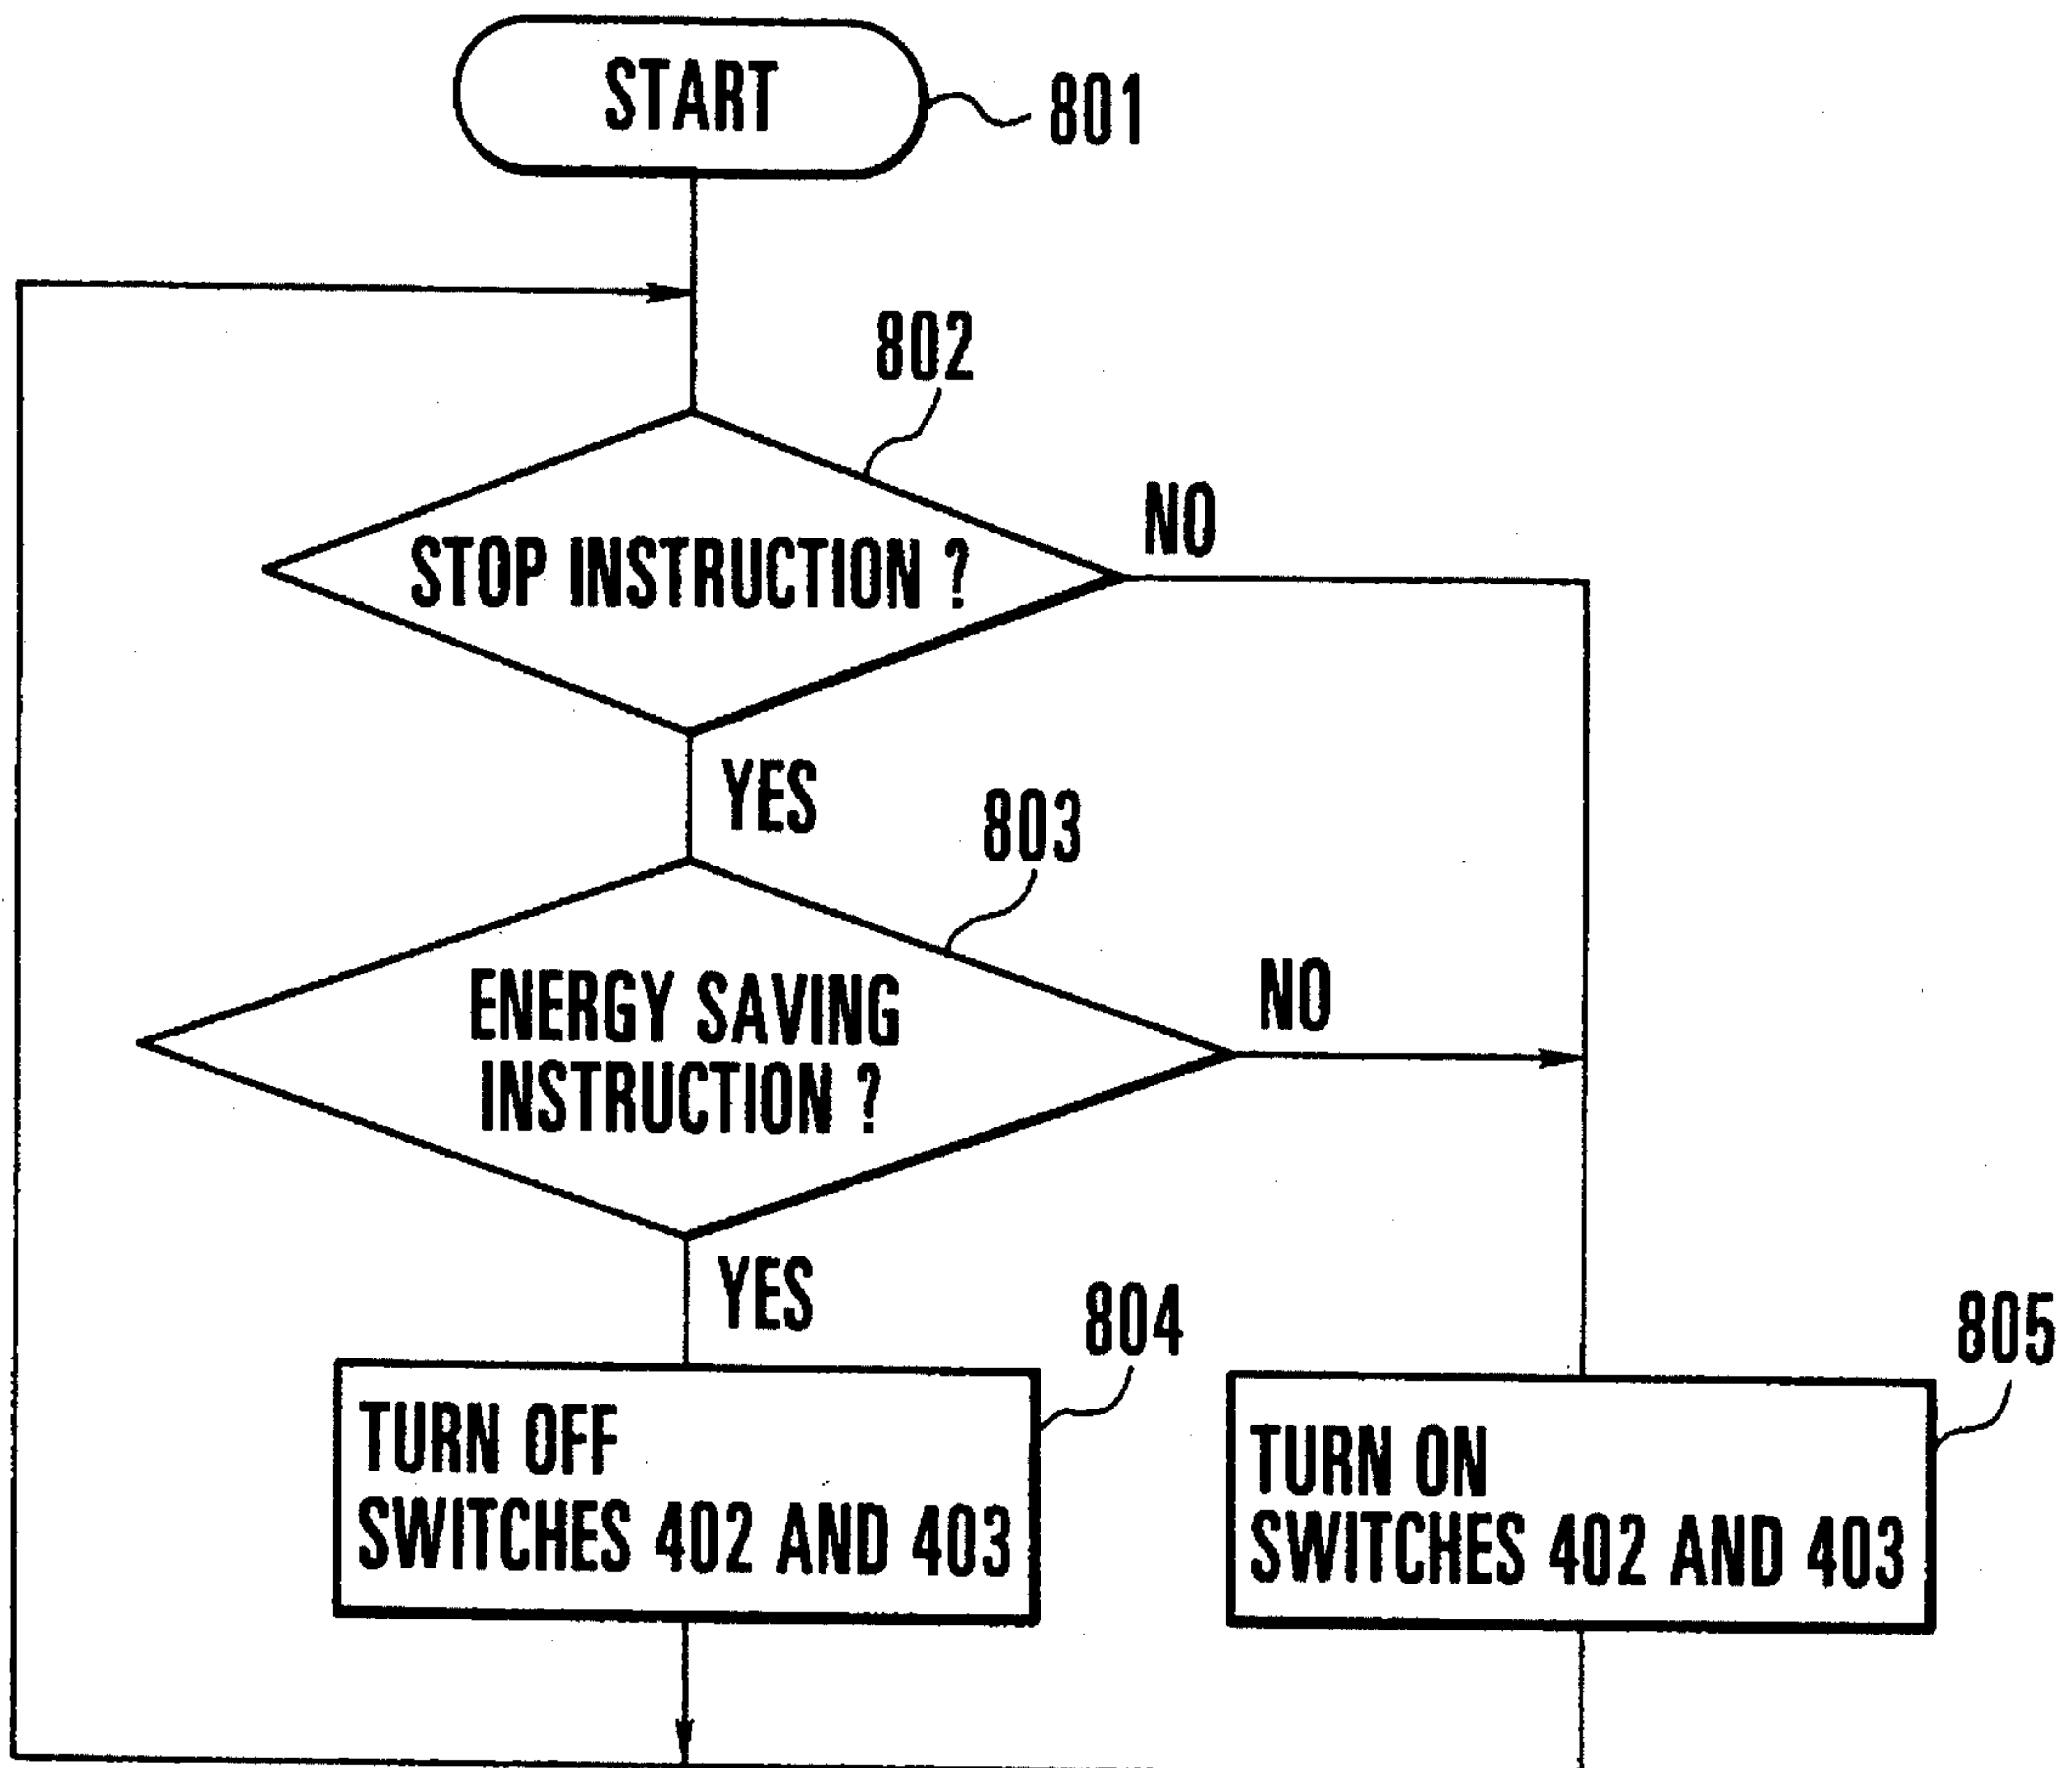 START
801
802
STOP INSTRUCTION ?
NO
YES
803
ENERGY SAVING
INSTRUCTION ?
NO
YES
804
TURN OFF
SWITCHES 402 AND 403
805
TURN ON
SWITCHES 402 AND 403